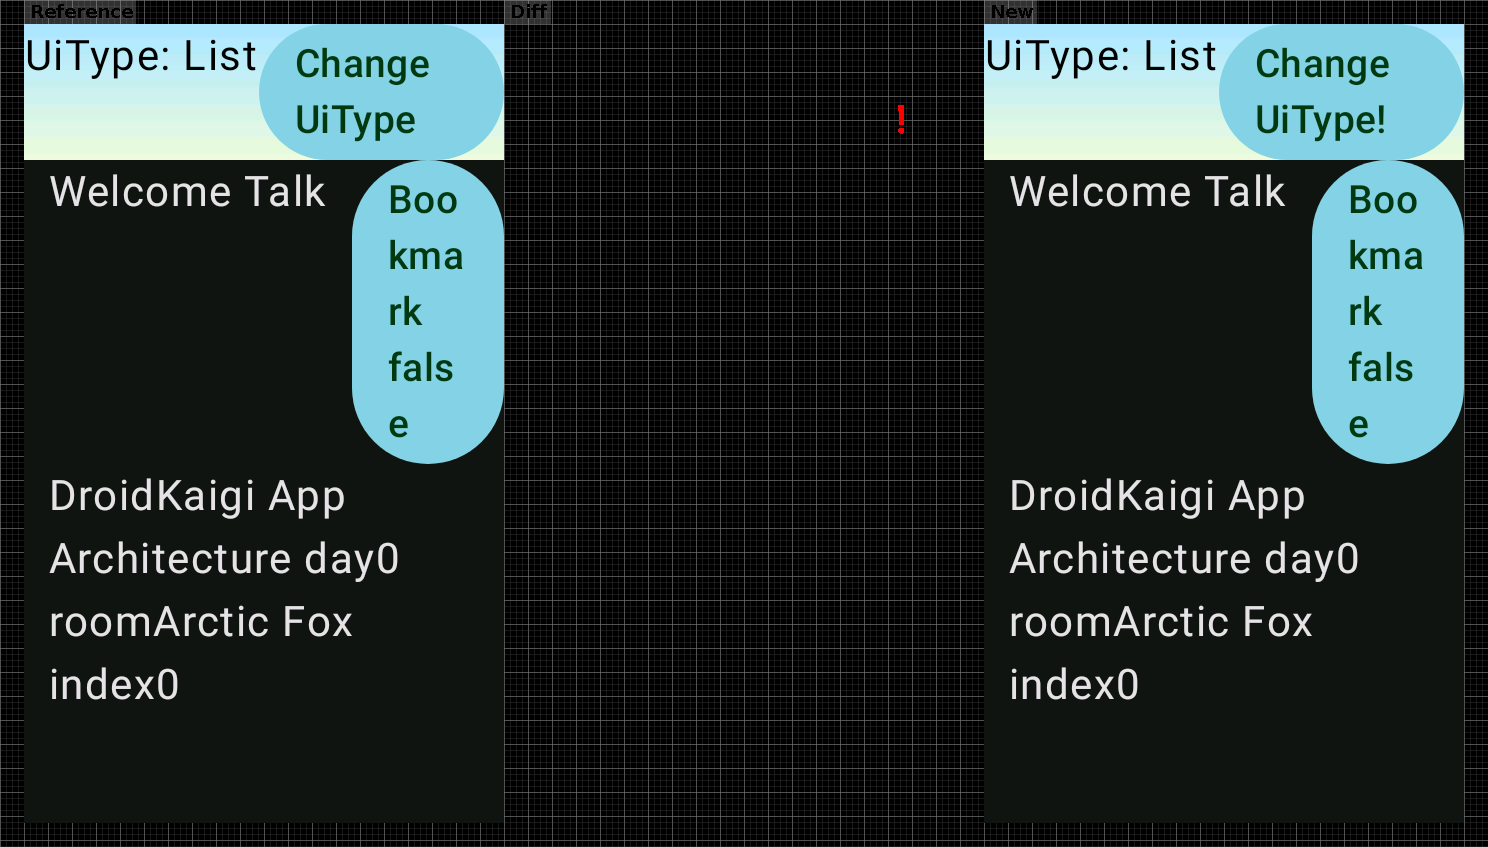 Reference
UiType: List
Change
UiType
Welcome Talk
Boo
kma
rk
fals
e
DroidKaigi App
Architecture day0
roomArctic Fox
index0
Diff
!
New
UiType: List
Change
UiType!
Welcome Talk
Boo
kma
rk
fals
e
DroidKaigi App
Architecture day0
roomArctic Fox
index0